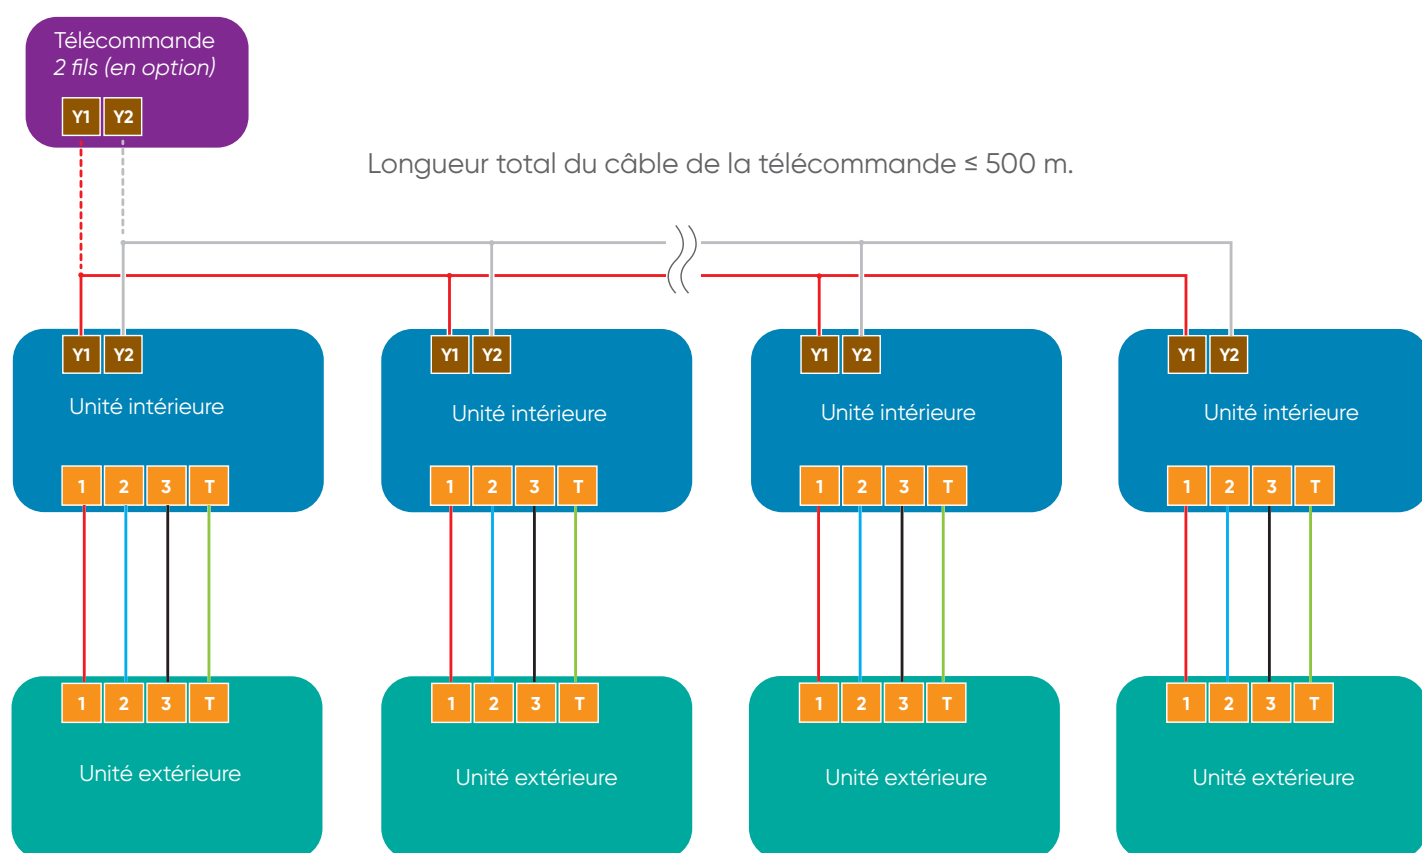 Télécommande
2 fils (en option)
Y1 Y2
Longueur total du câble de la télécommande ≤ 500 m.
Y1 Y2 Y1 Y2 Y1 Y2 Y1 Y2
Unité intérieure Unité intérieure Unité intérieure Unité intérieure
1 2 3 T 1 2 3 T 1 2 3 T 1 2 3 T
1 2 3 T 1 2 3 T 1 2 3 T 1 2 3 T
Unité extérieure Unité extérieure Unité extérieure Unité extérieure